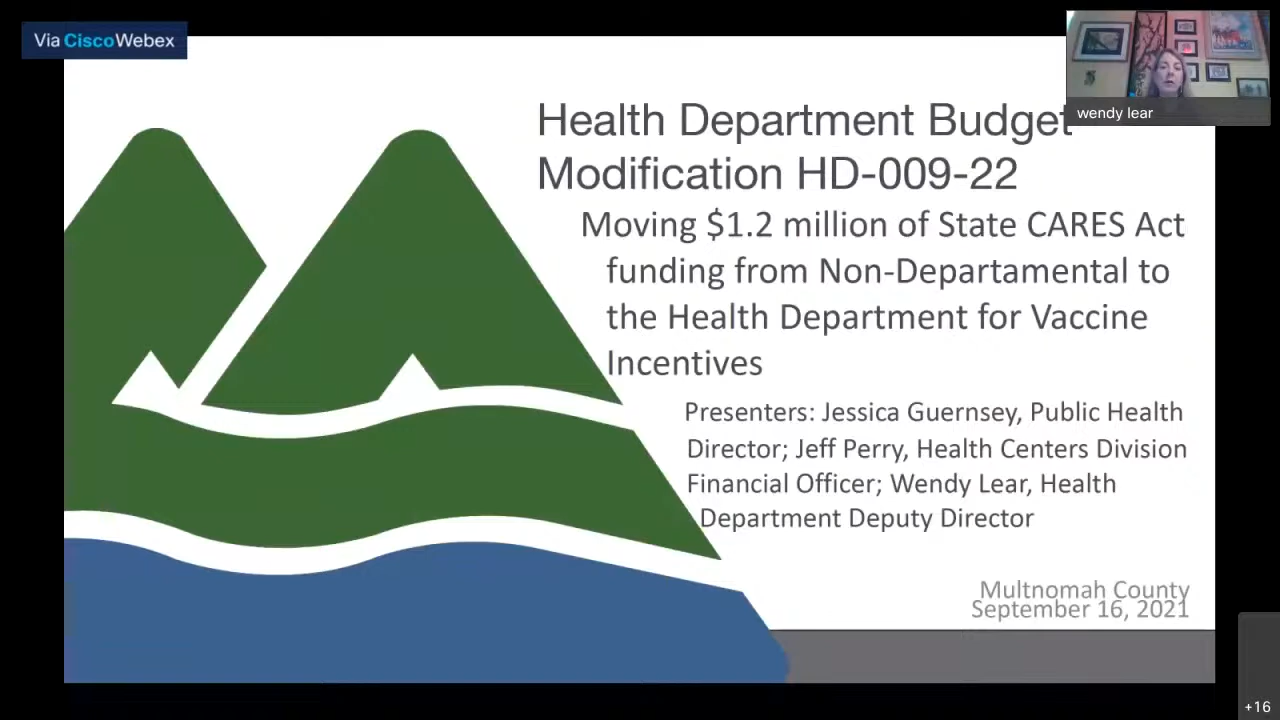 Via CiscoWebex
wendy lear
Health Department Budget
Modification HD-009-22
Moving $1.2 million of State CARES Act
funding from Non-Departamental to
the Health Department for Vaccine
Incentives
Presenters: Jessica Guernsey, Public Health
Director; Jeff Perry, Health Centers Division
Financial Officer; Wendy Lear, Health
Department Deputy Director
Multnomah County
September 16, 2021
+16